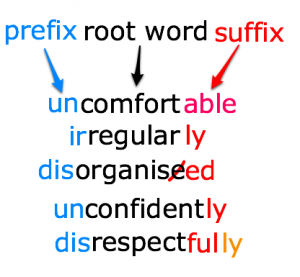 prefix root word suffix
uncomfortable
irregularly
disorganiseed
unconfidently
disrespectfully